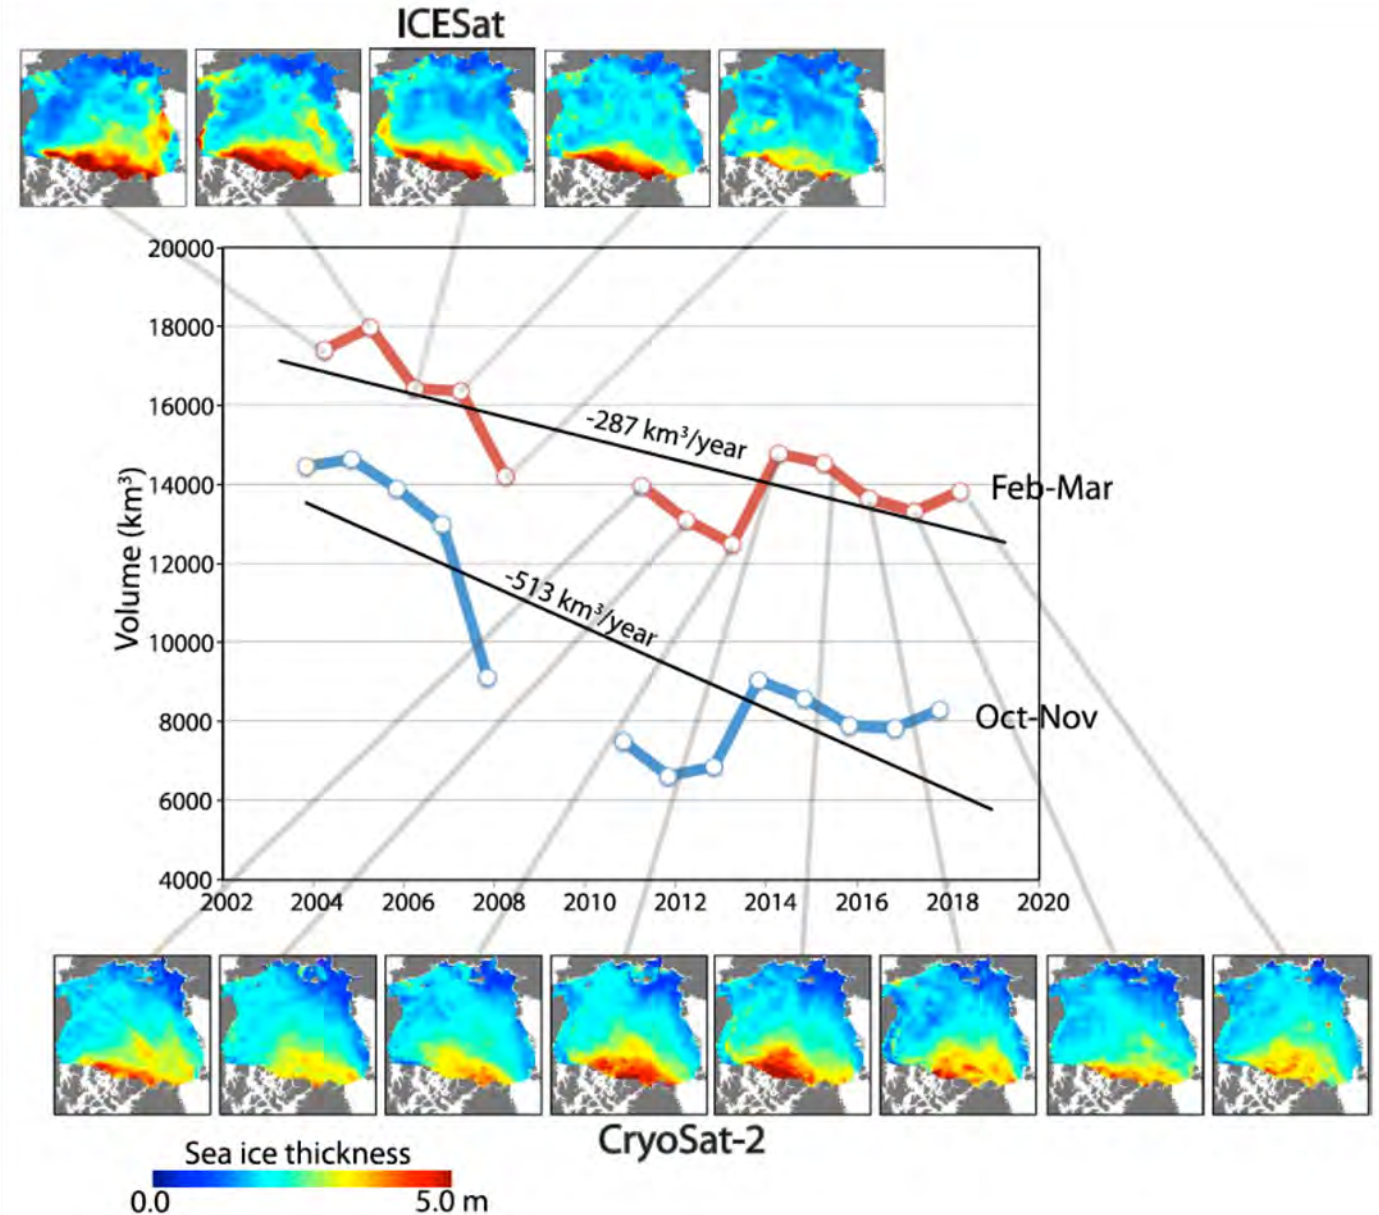 ICESat
20000
18000
16000
14000
12000
10000
8000
6000
4000
Volume (km³)
-287 km³/year
Feb-Mar
-513 km³/year
Oct-Nov
2002 2004 2006 2008 2010 2012 2014 2016 2018 2020
CryoSat-2
Sea ice thickness
0.0 5.0 m